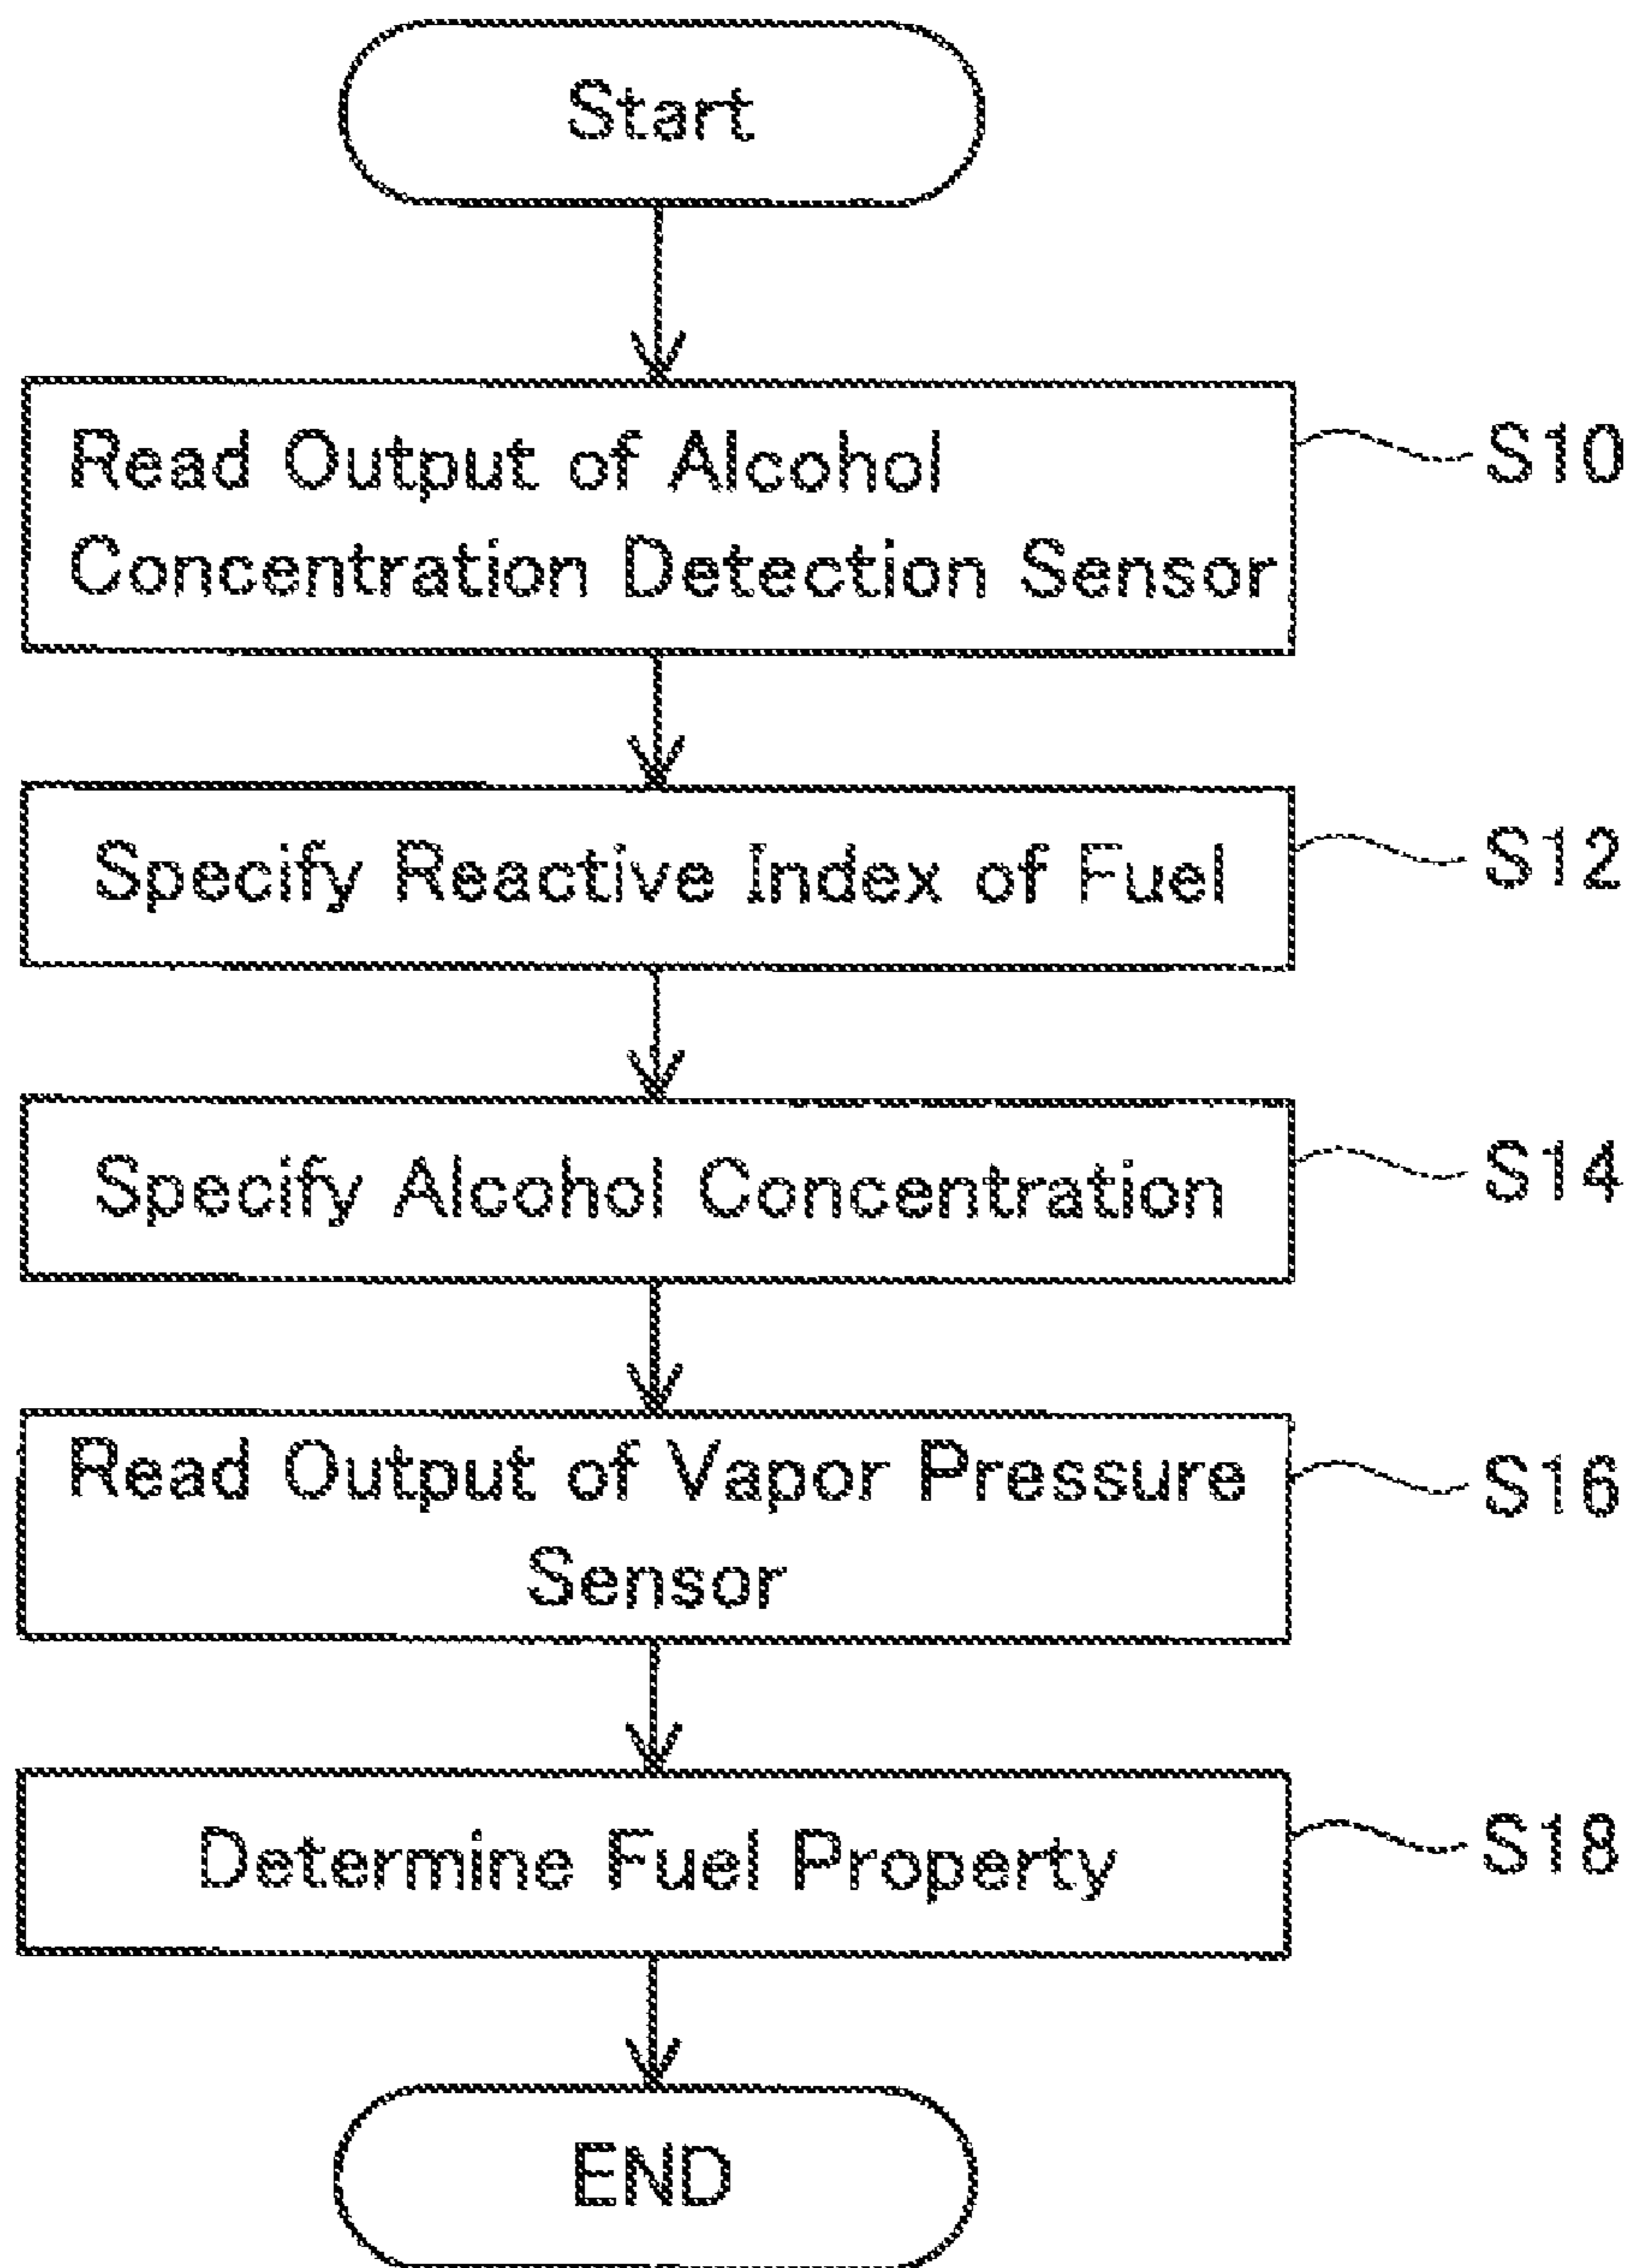 Start
Read Output of Alcohol
Concentration Detection Sensor
S10
Specify Reactive Index of Fuel
S12
Specify Alcohol Concentration
S14
Read Output of Vapor Pressure
Sensor
S16
Determine Fuel Property
S18
END